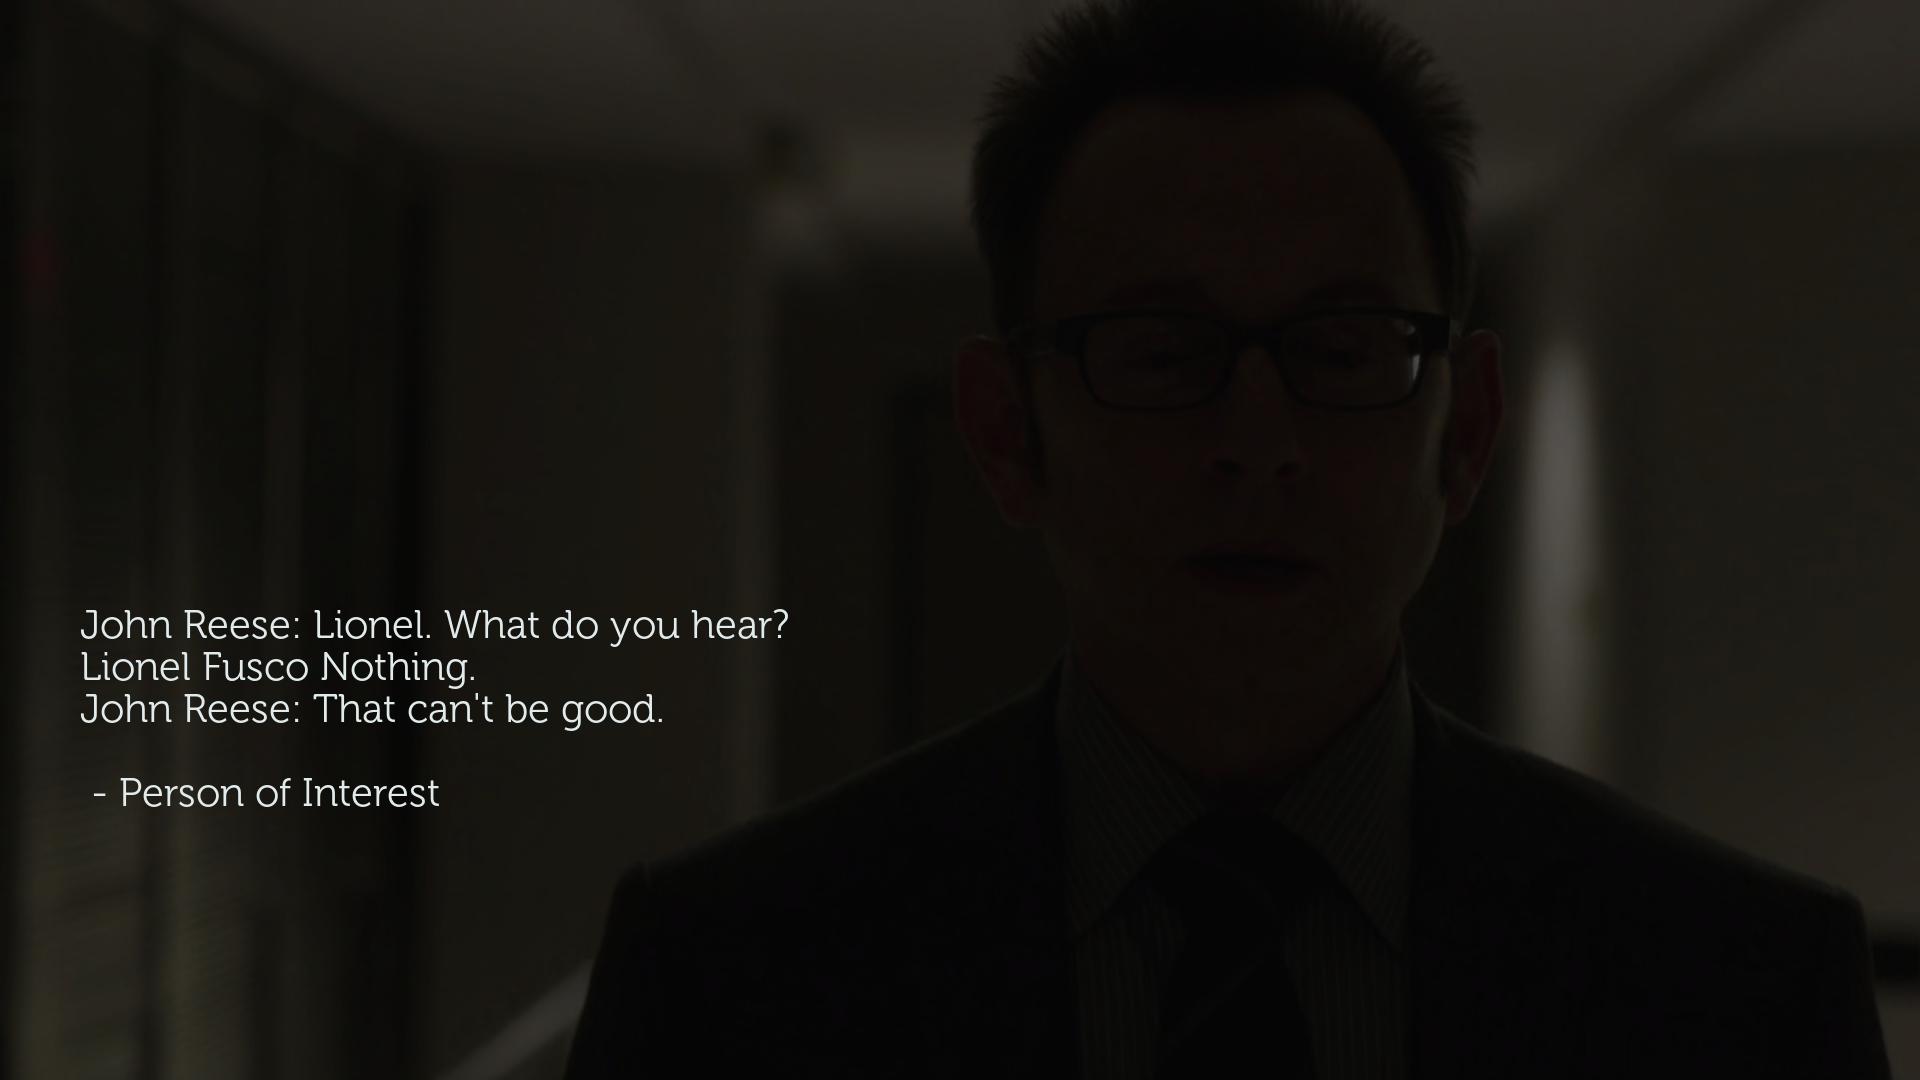 John Reese: Lionel. What do you hear?
Lionel Fusco Nothing.
John Reese: That can't be good.
- Person of Interest